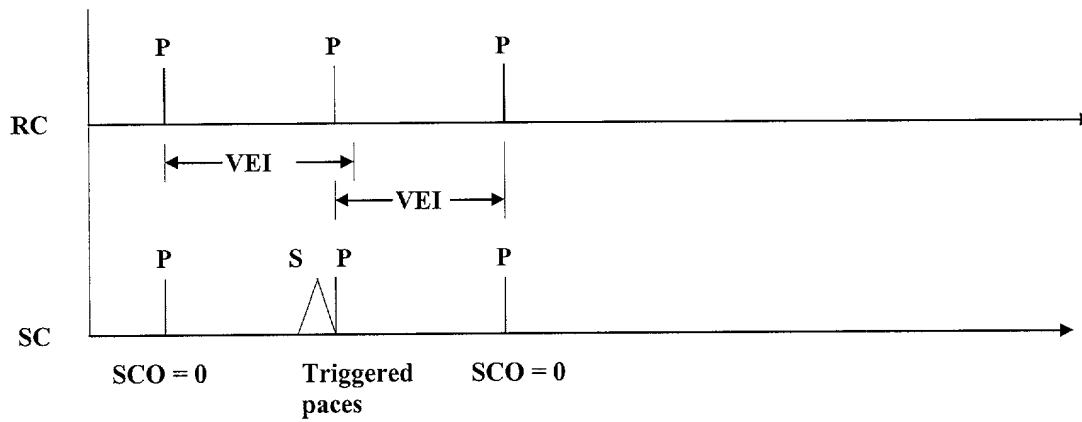 P P P
RC
VEI
VEI
P S P P
SC
SCO = 0 Triggered SCO = 0
paces